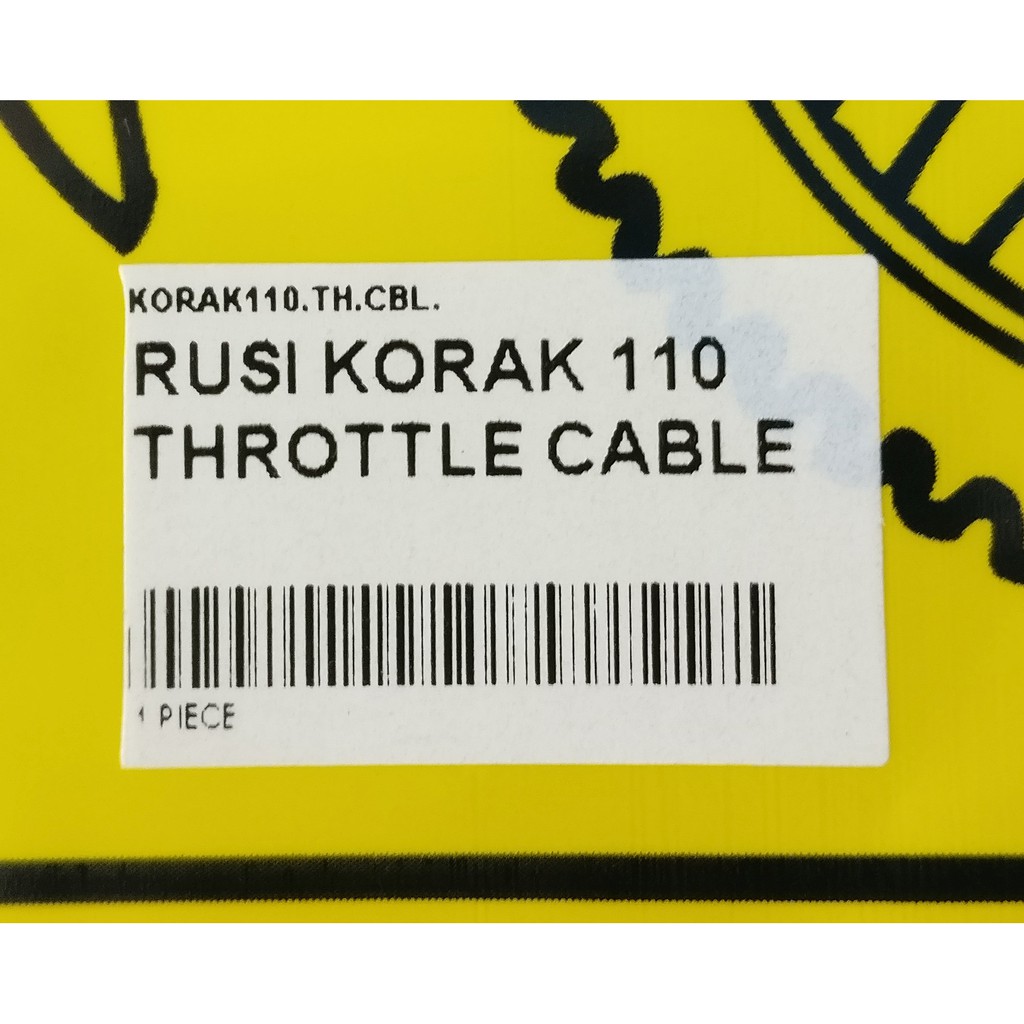 KORAK110.TH.CBL.
RUSI KORAK 110
THROTTLE CABLE
1 PIECE